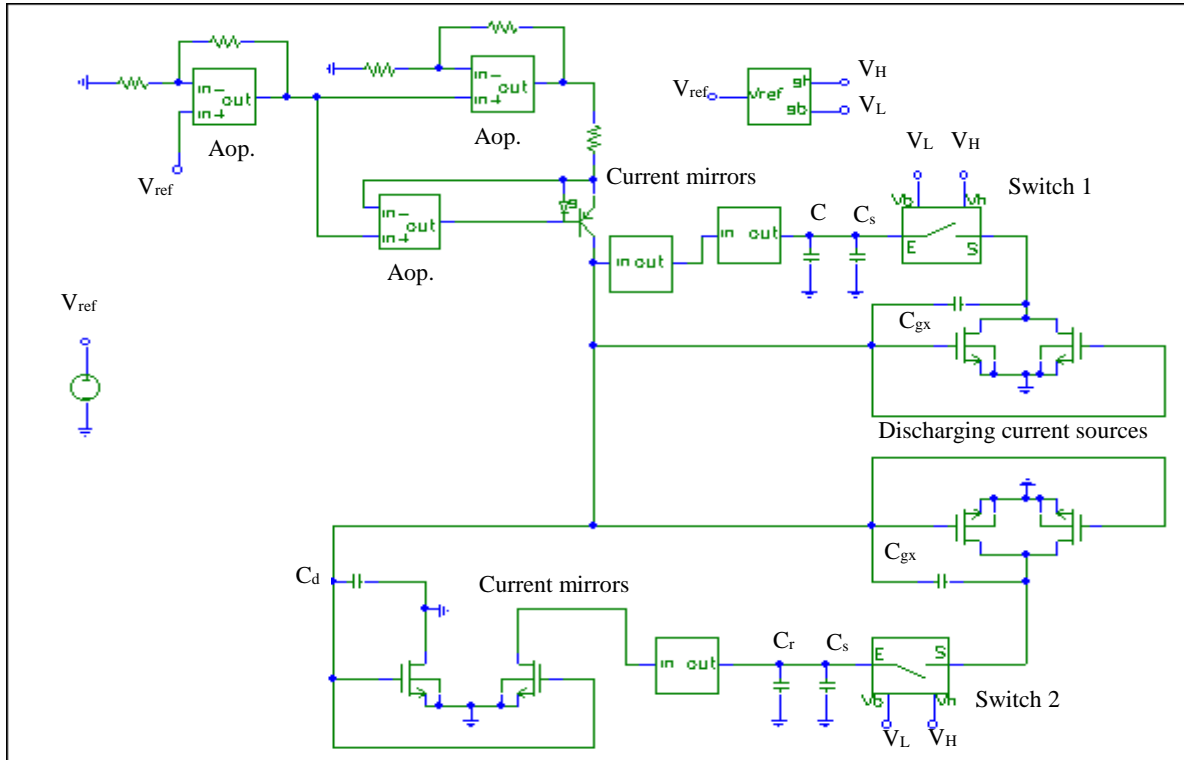 in-
in+
out
Aop.
Vref
in-
in+
out
Aop.
Vref
Vref
gh
gb
VH
VL
in-
in+
out
Aop.
Current mirrors
in out
in out
C
Cs
VL
VH
Vb
Vh
E
S
Switch 1
Vref
Cgx
Discharging current sources
Cgx
Cd
Current mirrors
in out
Cr
Cs
E
S
Vb
Vh
VL
VH
Switch 2